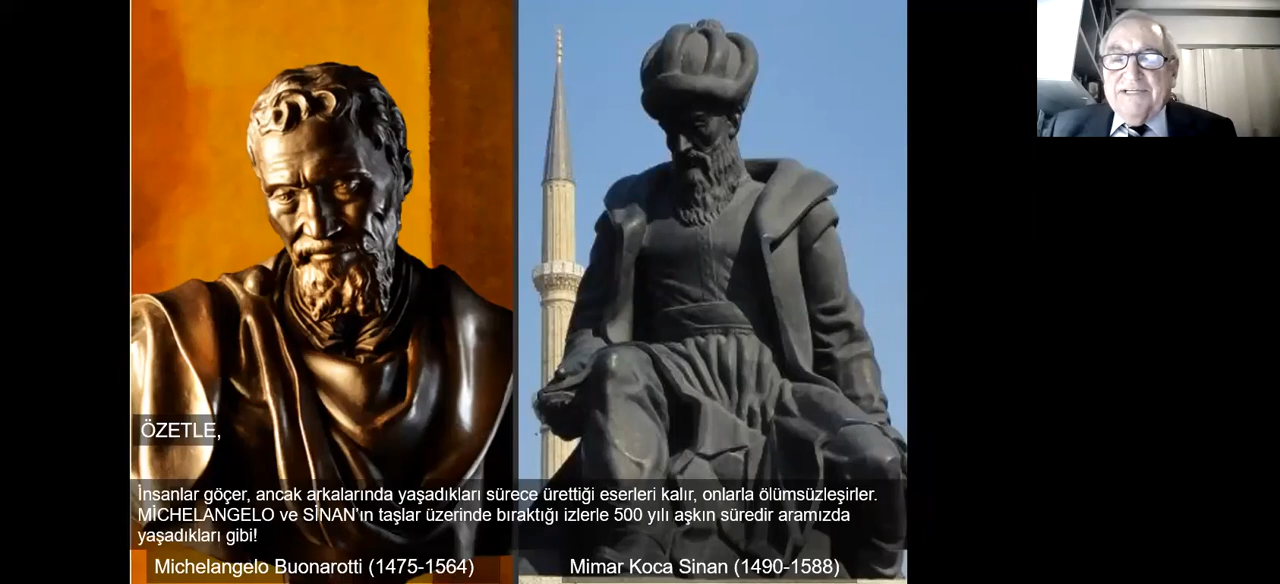 ÖZETLE,
İnsanlar göçer, ancak arkalarında yaşadıkları sürece ürettiği eserleri kalır, onlarla ölümsüzleşirler.
MİCHELANGELO ve SİNAN'ın taşlar üzerinde bıraktığı izlerle 500 yılı aşkın süredir aramızda
yaşadıkları gibi!
Michelangelo Buonarotti (1475-1564)
Mimar Koca Sinan (1490-1588)